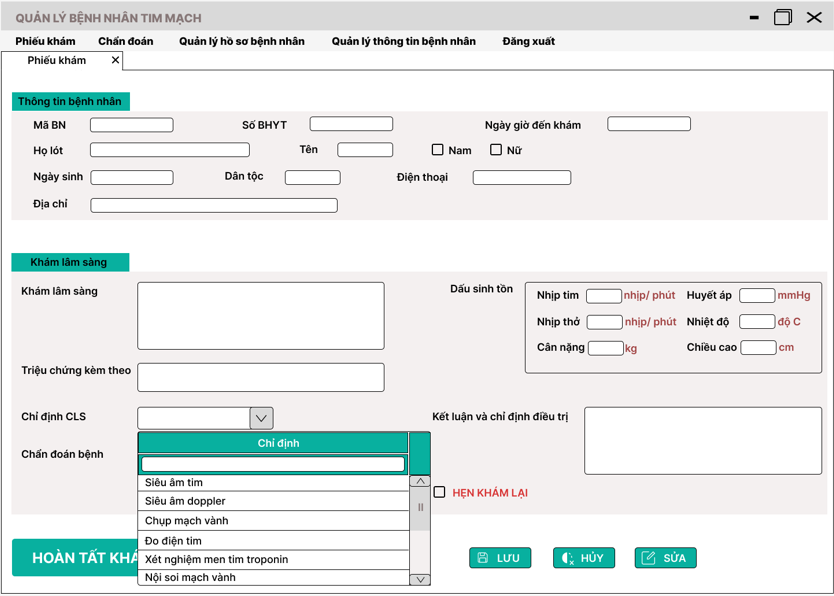 QUẢN LÝ BỆNH NHÂN TIM MẠCH
Phiếu khám Chẩn đoán Quản lý hồ sơ bệnh nhân Quản lý thông tin bệnh nhân Đăng xuất
Phiếu khám
Thông tin bệnh nhân
Mã BN Số BHYT Ngày giờ đến khám
Họ lót Tên Nam Nữ
Ngày sinh Dân tộc Điện thoại
Địa chỉ
Khám lâm sàng
Khám lâm sàng Dấu sinh tồn
Nhịp tim nhịp/ phút Huyết áp mmHg
Nhịp thở nhịp/ phút Nhiệt độ độ C
Cân nặng kg Chiều cao cm
Triệu chứng kèm theo
Chỉ định CLS Kết luận và chỉ định điều trị
Chẩn đoán bệnh
Chỉ định
Siêu âm tim
Siêu âm doppler
Chụp mạch vành
Đo điện tim
Xét nghiệm men tim troponin
Nội soi mạch vành
HẸN KHÁM LẠI
HOÀN TẤT KHÁ
LƯU HỦY SỬA